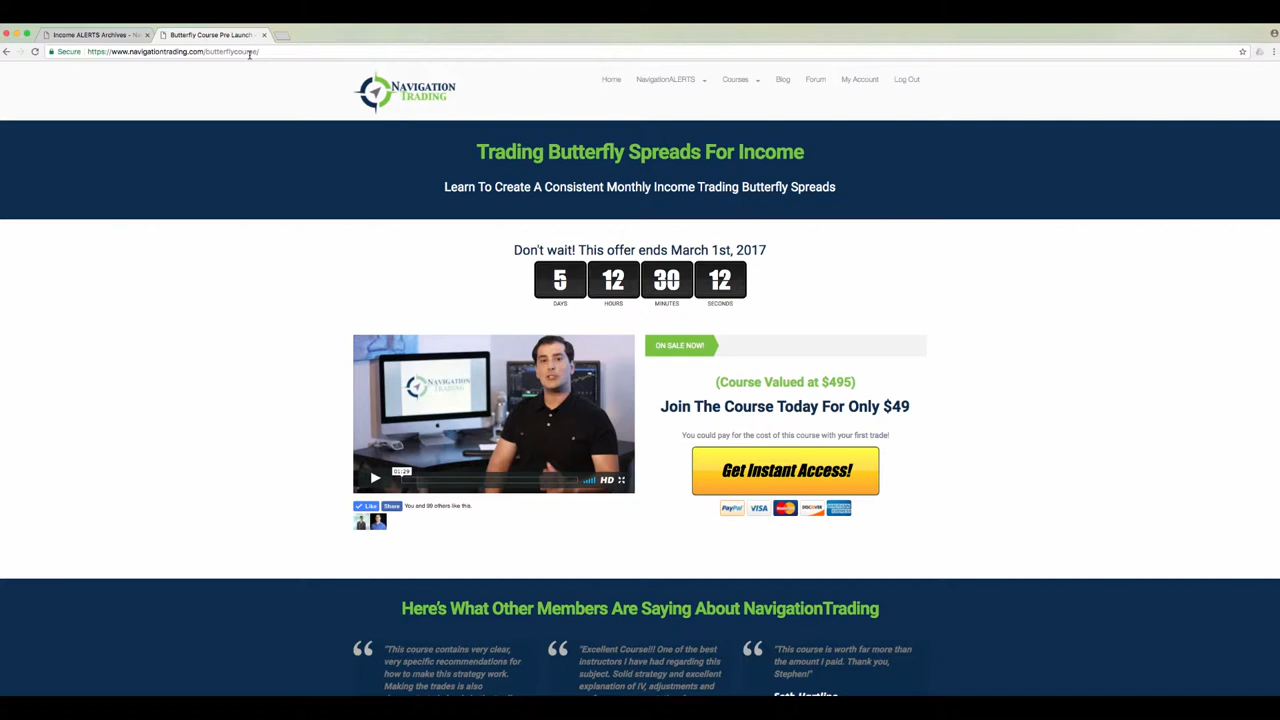 Income ALERTS Archives - Na
Butterfly Course Pre Launch
Secure https://www.navigationtrading.com/butterflycourse/
NAVIGATION
TRADING
Home NavigationALERTS Courses Blog Forum My Account Log Out
Trading Butterfly Spreads For Income
Learn To Create A Consistent Monthly Income Trading Butterfly Spreads
Don't wait! This offer ends March 1st, 2017
5 12 30 12
DAYS HOURS MINUTES SECONDS
NAVIGATION
TRADING
01:29
HD
Like Share You and 99 others like this.
ON SALE NOW!
(Course Valued at $495)
Join The Course Today For Only $49
You could pay for the cost of this course with your first trade!
Get Instant Access!
PayPal VISA MasterCard DISCOVER
Here's What Other Members Are Saying About NavigationTrading
"This course contains very clear,
very specific recommendations for
how to make this strategy work.
Making the trades is also
"Excellent Course!!! One of the best
instructors I have had regarding this
subject. Solid strategy and excellent
explanation of IV, adjustments and
"This course is worth far more than
the amount I paid. Thank you,
Stephen!"